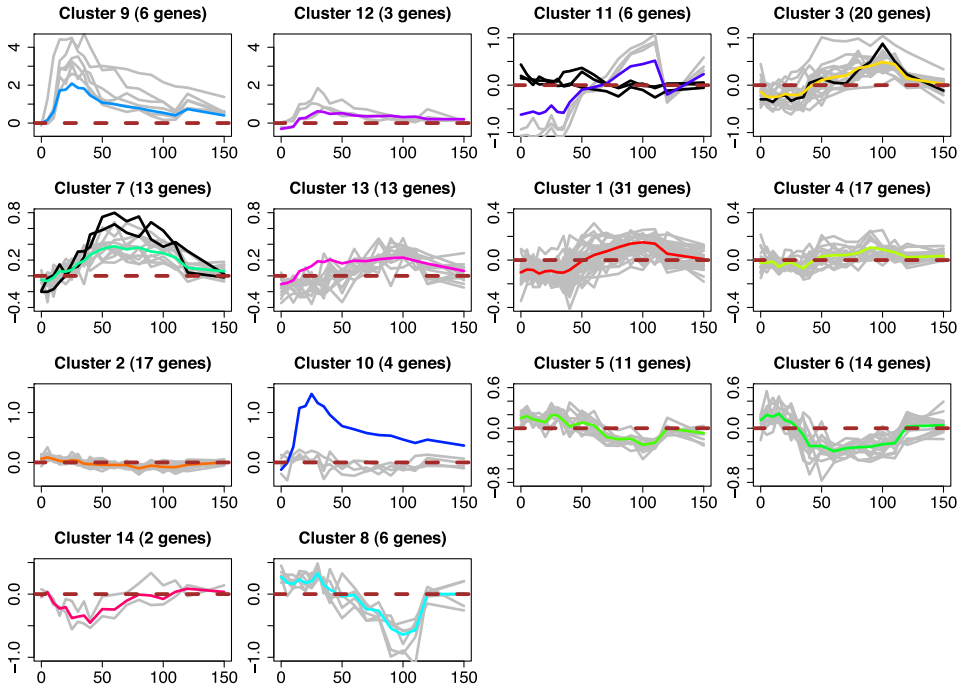 Cluster 9 (6 genes) Cluster 12 (3 genes) Cluster 11 (6 genes) Cluster 3 (20 genes)
4 4 1.0 1.0
2 2 0.0 0.0
0 0 −1.0 −1.0
0 50 100 150 0 50 100 150 0 50 100 150 0 50 100 150
Cluster 7 (13 genes) Cluster 13 (13 genes) Cluster 1 (31 genes) Cluster 4 (17 genes)
0.8 0.8 0.4 0.4
0.2 0.2 0.0 0.0
−0.4 −0.4 −0.4 −0.4
0 50 100 150 0 50 100 150 0 50 100 150 0 50 100 150
Cluster 2 (17 genes) Cluster 10 (4 genes) Cluster 5 (11 genes) Cluster 6 (14 genes)
1.0 1.0 0.6 0.6
0.0 0.0 0.0 0.0
−0.8 −0.8
0 50 100 150 0 50 100 150 0 50 100 150 0 50 100 150
Cluster 14 (2 genes) Cluster 8 (6 genes)
0.0 0.0
−1.0 −1.0
0 50 100 150 0 50 100 150